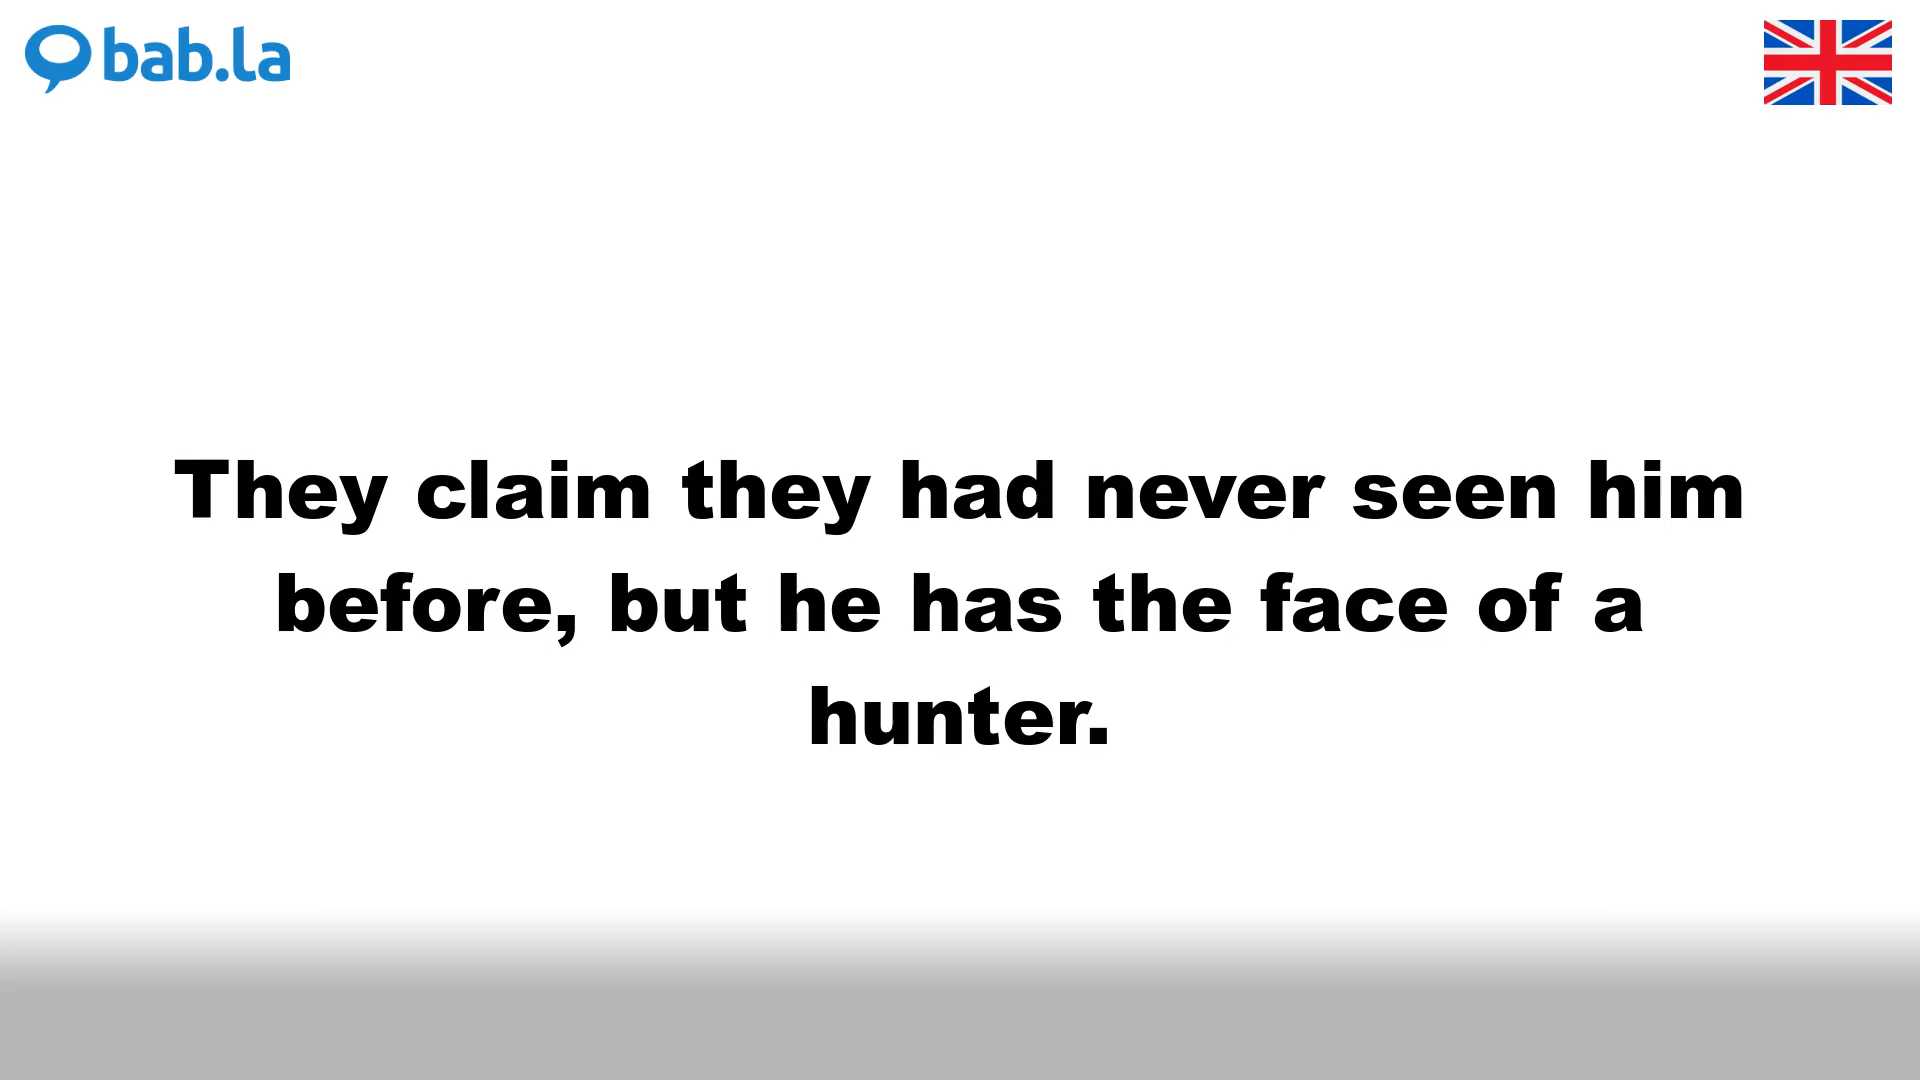 bab.la
They claim they had never seen him
before, but he has the face of a
hunter.